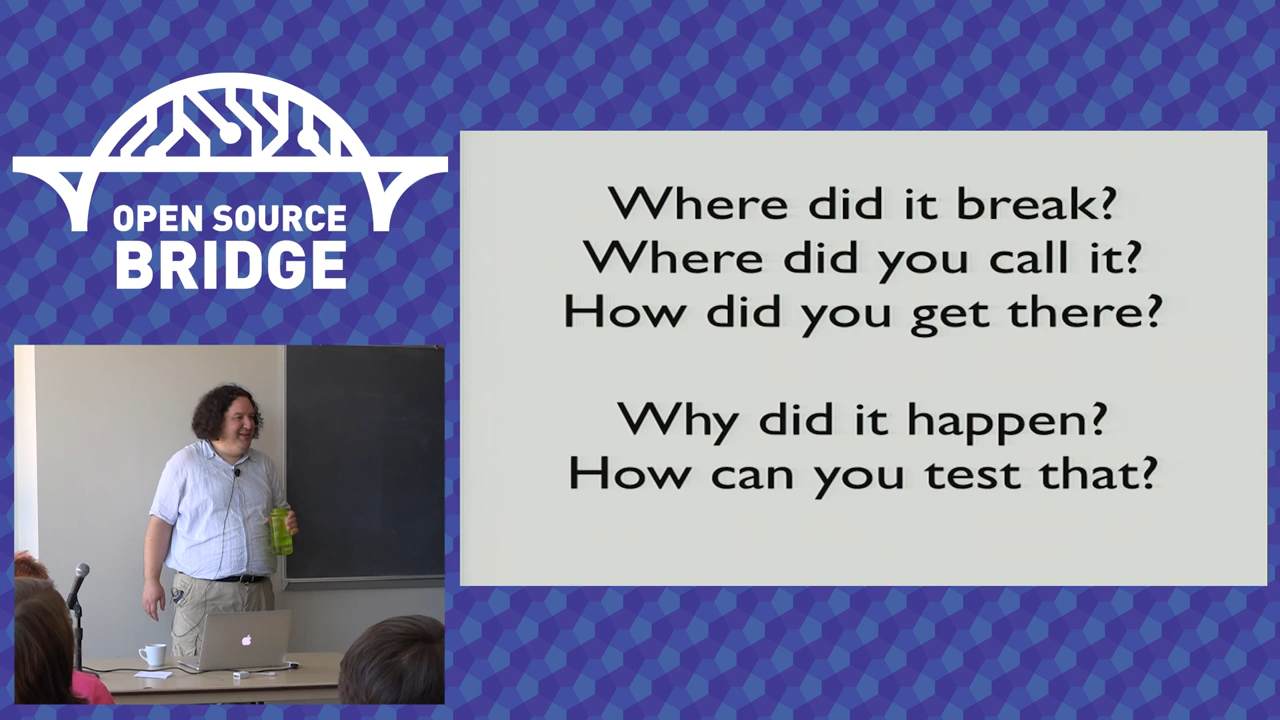 OPEN SOURCE
BRIDGE
Where did it break?
Where did you call it?
How did you get there?
Why did it happen?
How can you test that?